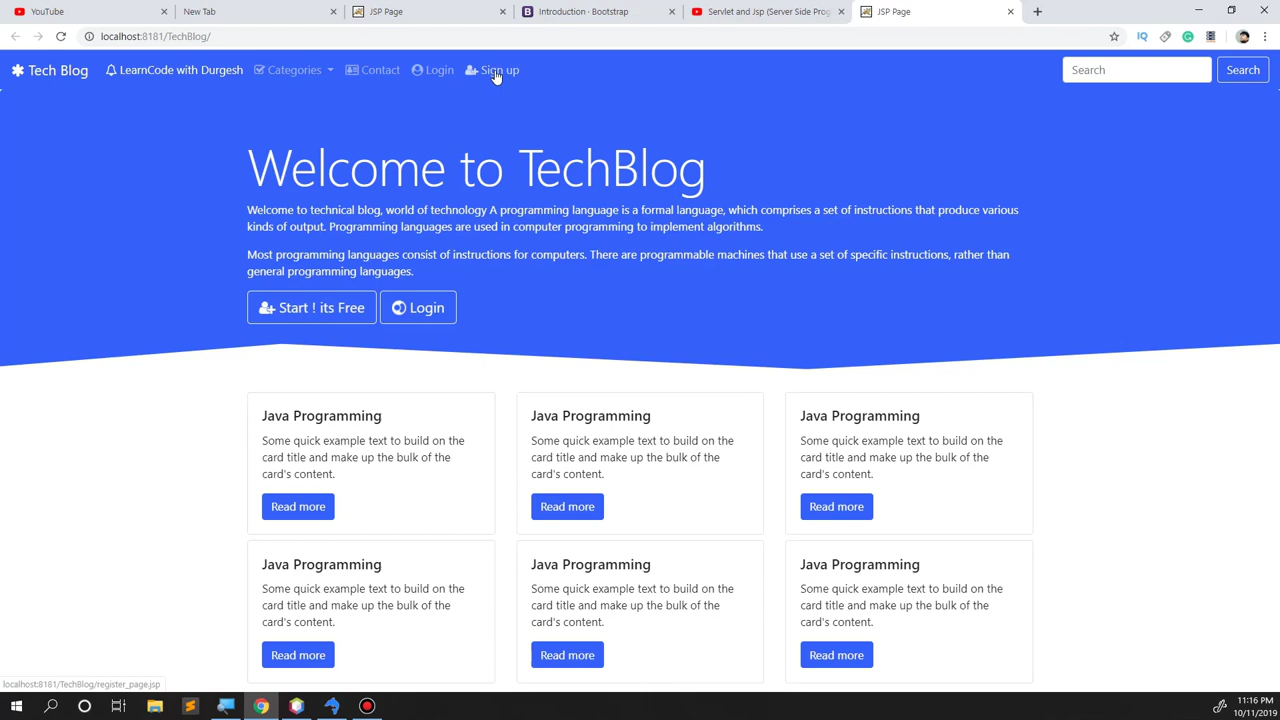 YouTube
New Tab
JSP Page
Introduction · Bootstrap
Servlet and Jsp (Server Side Prog
JSP Page
localhost:8181/TechBlog/
IQ
Tech Blog
LearnCode with Durgesh
Categories
Contact
Login
Sign up
Search
Search
Welcome to TechBlog
Welcome to technical blog, world of technology A programming language is a formal language, which comprises a set of instructions that produce various
kinds of output. Programming languages are used in computer programming to implement algorithms.
Most programming languages consist of instructions for computers. There are programmable machines that use a set of specific instructions, rather than
general programming languages.
Start ! its Free
Login
Java Programming
Some quick example text to build on the
card title and make up the bulk of the
card's content.
Read more
Java Programming
Some quick example text to build on the
card title and make up the bulk of the
card's content.
Read more
Java Programming
Some quick example text to build on the
card title and make up the bulk of the
card's content.
Read more
Java Programming
Some quick example text to build on the
card title and make up the bulk of the
card's content.
Read more
Java Programming
Some quick example text to build on the
card title and make up the bulk of the
card's content.
Read more
Java Programming
Some quick example text to build on the
card title and make up the bulk of the
card's content.
Read more
localhost:8181/TechBlog/register_page.jsp
11:16 PM
10/11/2019